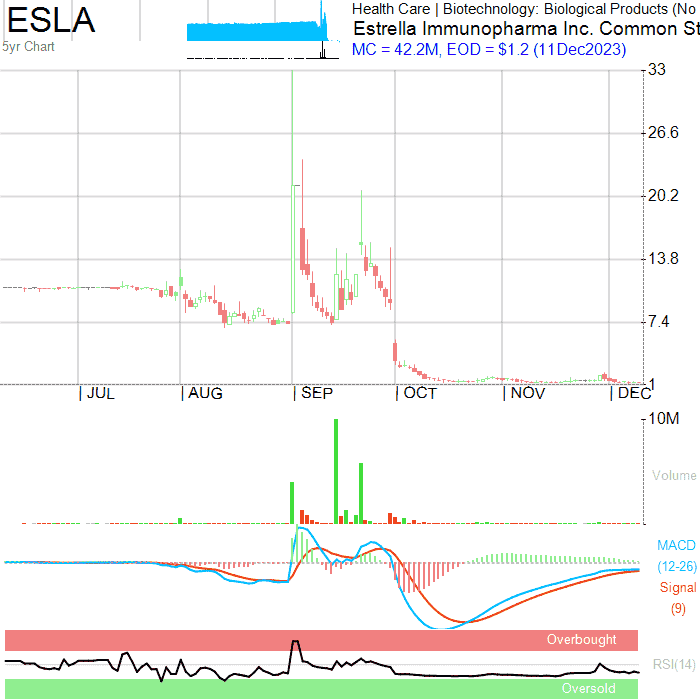 ESLA
5yr Chart
Health Care | Biotechnology: Biological Products (No
Estrella Immunopharma Inc. Common St
MC = 42.2M, EOD = $1.2 (11Dec2023)
33
26.6
20.2
13.8
7.4
1
JUL AUG SEP OCT NOV DEC
10M
Volume
MACD
(12-26)
Signal
(9)
Overbought
RSI(14)
Oversold